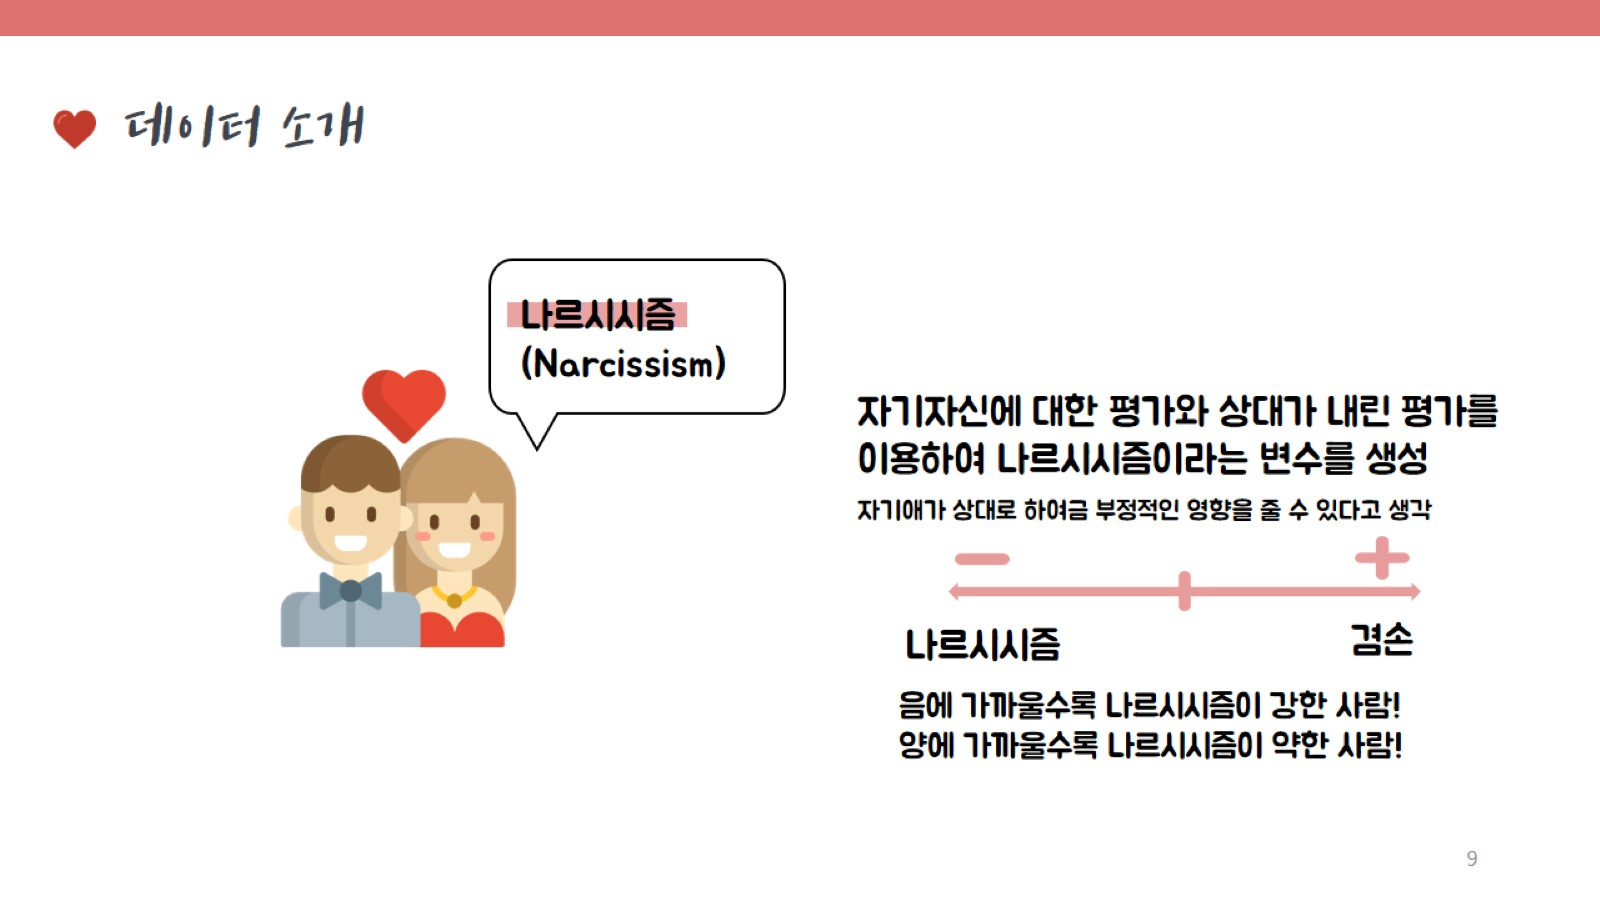 데이터 소개
나르시시즘
(Narcissism)
자기자신에 대한 평가와 상대가 내린 평가를
이용하여 나르시시즘이라는 변수를 생성
자기애가 상대로 하여금 부정적인 영향을 줄 수 있다고 생각
나르시시즘
겸손
음에 가까울수록 나르시시즘이 강한 사람!
양에 가까울수록 나르시시즘이 약한 사람!
9